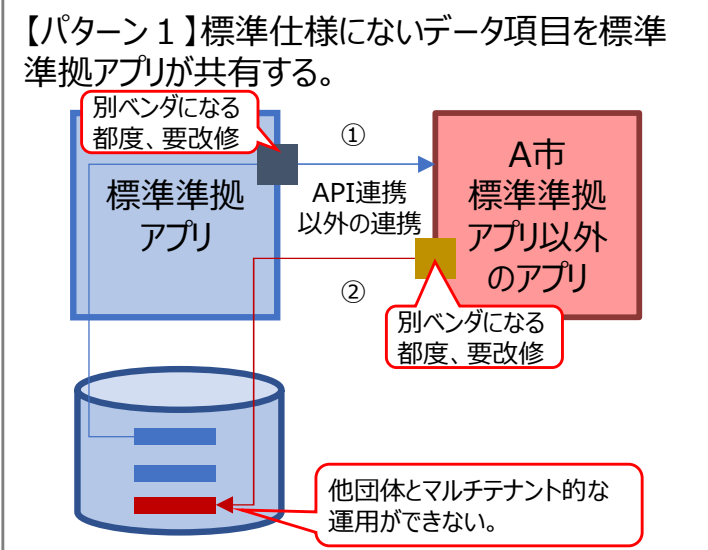 【パターン１】標準仕様にないデータ項目を標準
準拠アプリが共有する。
別ベンダになる
都度、要改修
①
標準準拠
アプリ
API連携
以外の連携
A市
標準準拠
アプリ以外
のアプリ
②
別ベンダになる
都度、要改修
他団体とマルチテナント的な
運用ができない。